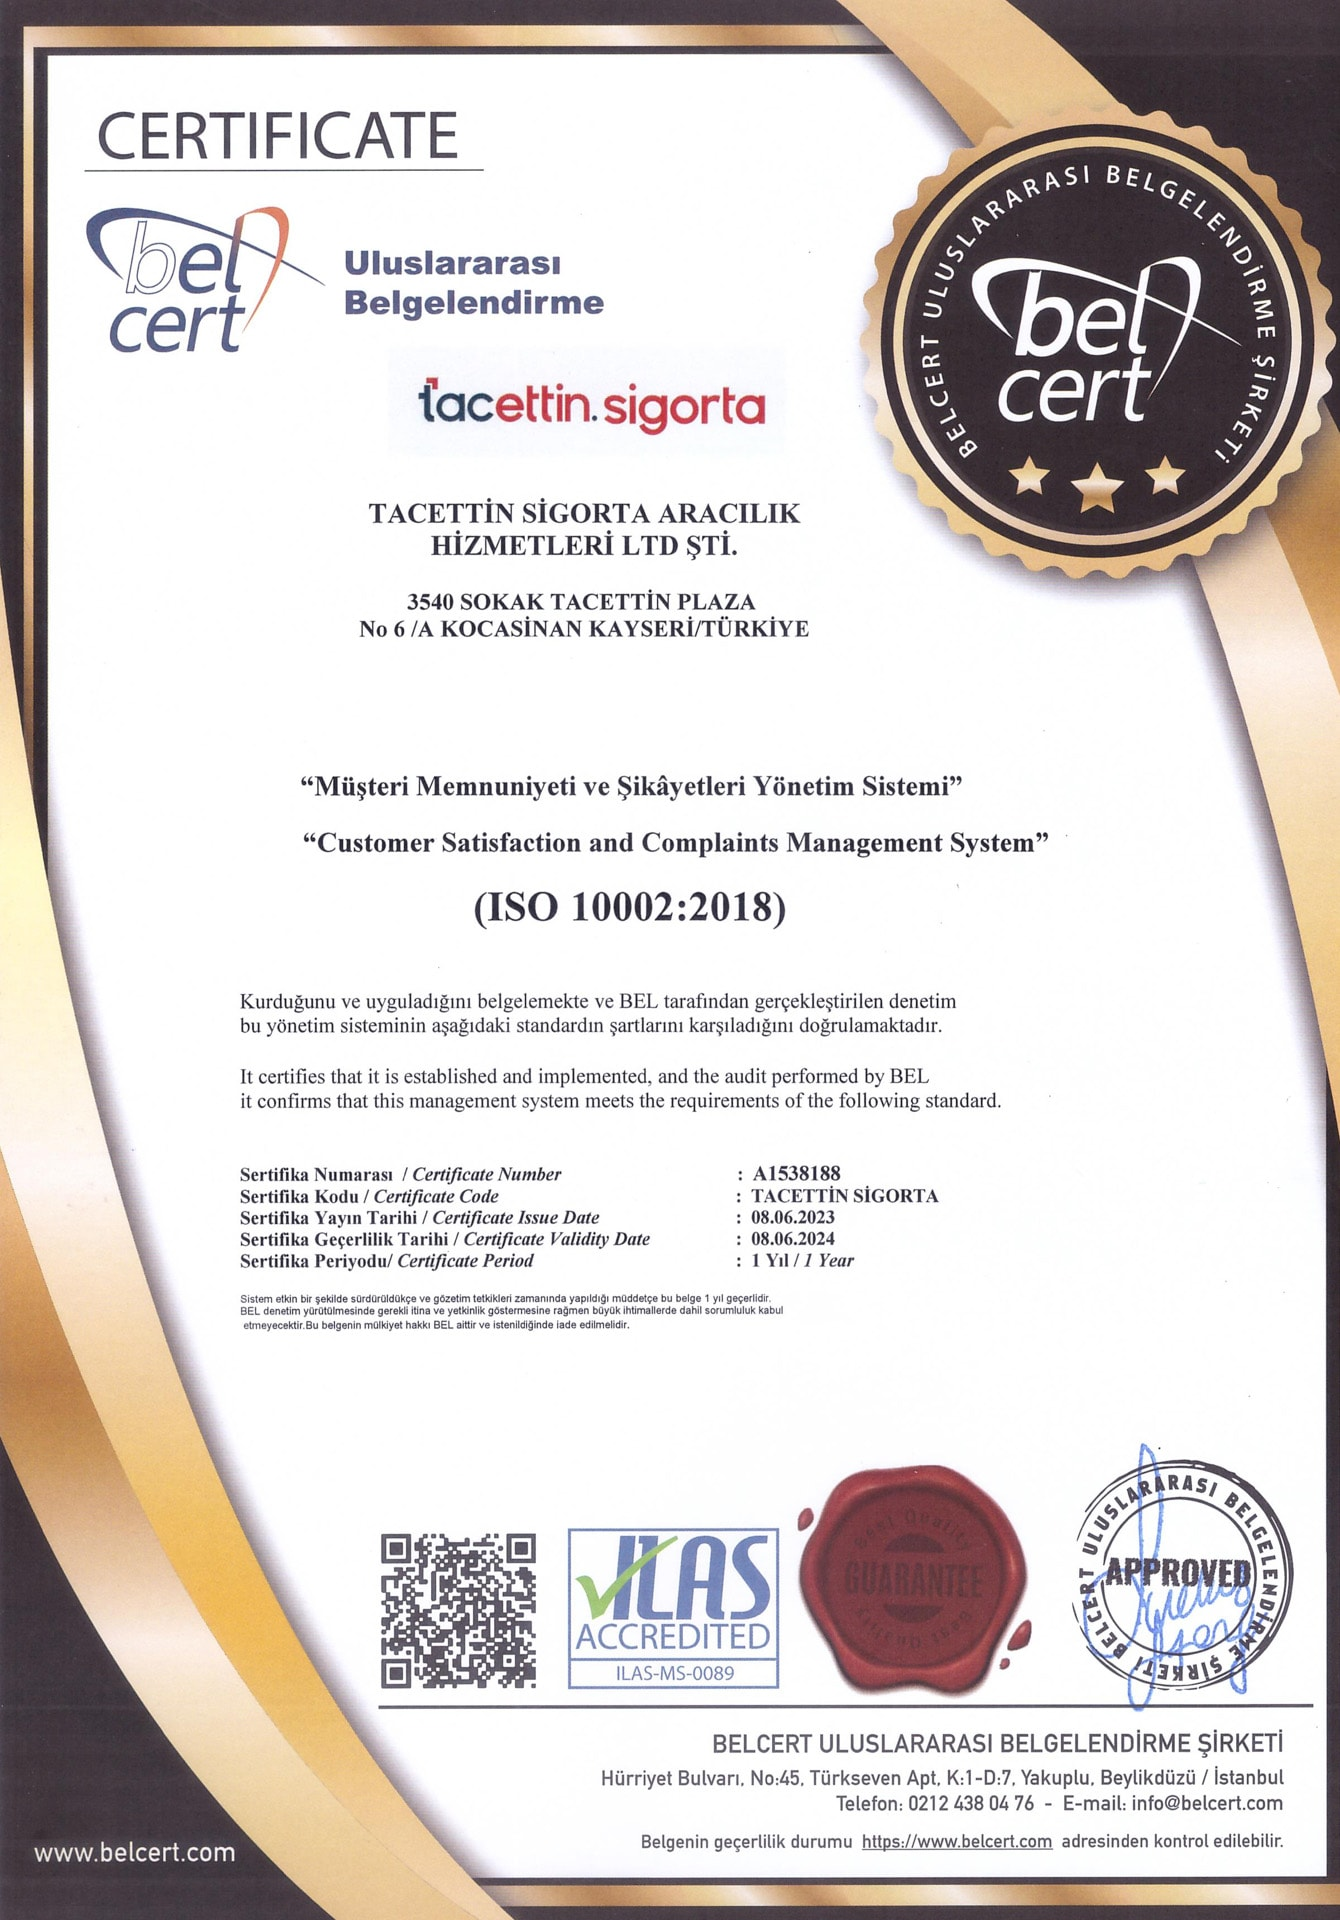 CERTIFICATE
bel
cert
Uluslararası
Belgelendirme
BELCERT ULUSLARARASI BELGELENDİRME ŞİRKETİ
bel
cert
tacettin.sigorta
TACETTİN SİGORTA ARACILIK
HİZMETLERİ LTD ŞTİ.
3540 SOKAK TACETTİN PLAZA
No 6 /A KOCASİNAN KAYSERİ/TÜRKİYE
“Müşteri Memnuniyeti ve Şikâyetleri Yönetim Sistemi”
“Customer Satisfaction and Complaints Management System”
(ISO 10002:2018)
Kurduğunu ve uyguladığını belgelemekte ve BEL tarafından gerçekleştirilen denetim
bu yönetim sisteminin aşağıdaki standardın şartlarını karşıladığını doğrulamaktadır.
It certifies that it is established and implemented, and the audit performed by BEL
it confirms that this management system meets the requirements of the following standard.
Sertifika Numarası / Certificate Number : A1538188
Sertifika Kodu / Certificate Code : TACETTİN SİGORTA
Sertifika Yayın Tarihi / Certificate Issue Date : 08.06.2023
Sertifika Geçerlilik Tarihi / Certificate Validity Date : 08.06.2024
Sertifika Periyodu/ Certificate Period : 1 Yıl / 1 Year
Sistem etkin bir şekilde sürdürüldükçe ve gözetim tetkikleri zamanında yapıldığı müddetçe bu belge 1 yıl geçerlidir.
BEL denetim yürütülmesinde gerekli itina ve yetkinlik göstermesine rağmen büyük ihtimallerde dahil sorumluluk kabul
etmeyecektir.Bu belgenin mülkiyet hakkı BEL aittir ve istenildiğinde iade edilmelidir.
ILAS
ACCREDITED
ILAS-MS-0089
Quality
GUARANTEE
BELCERT ULUSLARARASI BELGELENDİRME ŞİRKETİ
APPROVED
BELCERT ULUSLARARASI BELGELENDİRME ŞİRKETİ
Hürriyet Bulvarı, No:45, Türkseven Apt, K:1-D:7, Yakuplu, Beylikdüzü / İstanbul
Telefon: 0212 438 04 76 - E-mail: info@belcert.com
Belgenin geçerlilik durumu https://www.belcert.com adresinden kontrol edilebilir.
www.belcert.com